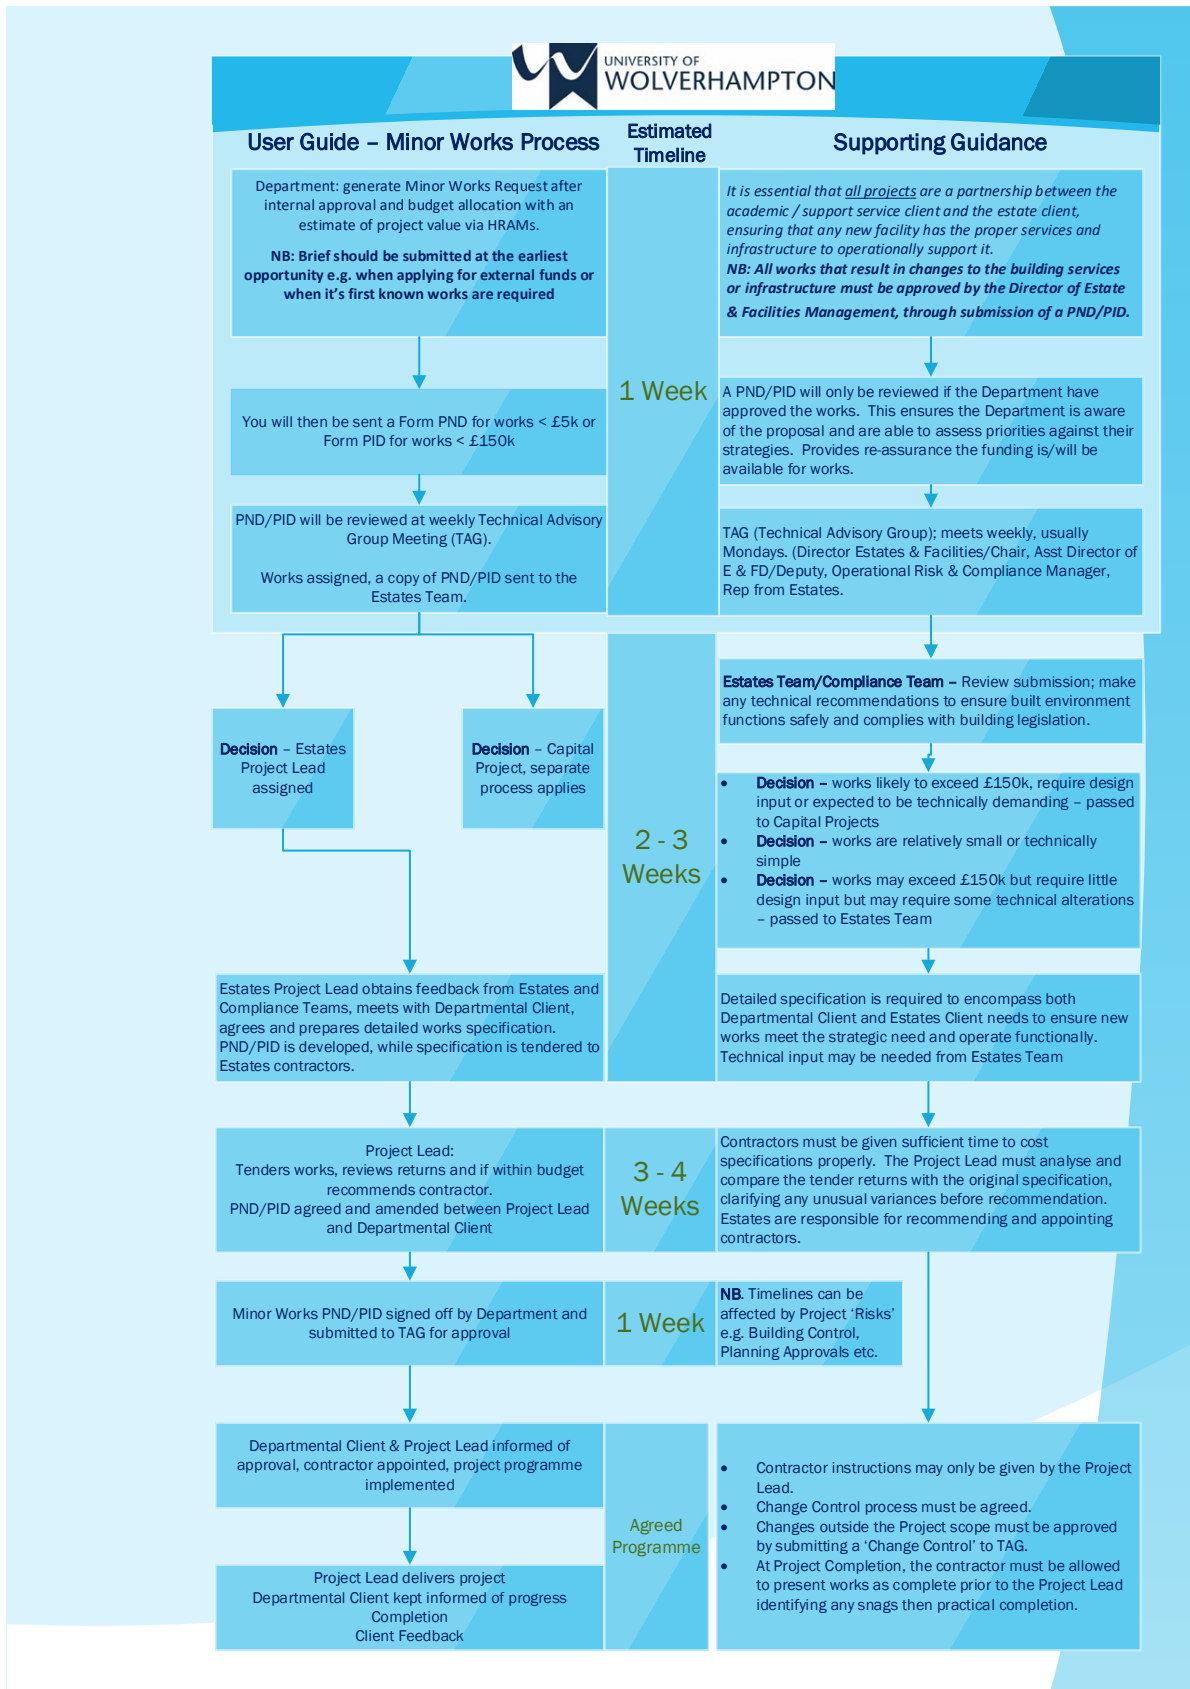 UNIVERSITY OF
WOLVERHAMPTON
User Guide – Minor Works Process
Estimated
Timeline
Supporting Guidance
Department: generate Minor Works Request after
internal approval and budget allocation with an
estimate of project value via HRAMs.
NB: Brief should be submitted at the earliest
opportunity e.g. when applying for external funds or
when it's first known works are required
You will then be sent a Form PND for works < £5k or
Form PID for works < £150k
PND/PID will be reviewed at weekly Technical Advisory
Group Meeting (TAG).
Works assigned, a copy of PND/PID sent to the
Estates Team.
1 Week
It is essential that all projects are a partnership between the
academic / support service client and the estate client,
ensuring that any new facility has the proper services and
infrastructure to operationally support it.
NB: All works that result in changes to the building services
or infrastructure must be approved by the Director of Estate
& Facilities Management, through submission of a PND/PID.
A PND/PID will only be reviewed if the Department have
approved the works. This ensures the Department is aware
of the proposal and are able to assess priorities against their
strategies. Provides re-assurance the funding is/will be
available for works.
TAG (Technical Advisory Group); meets weekly, usually
Mondays. (Director Estates & Facilities/Chair, Asst Director of
E & FD/Deputy, Operational Risk & Compliance Manager,
Rep from Estates.
Decision – Estates
Project Lead
assigned
Decision – Capital
Project, separate
process applies
Estates Project Lead obtains feedback from Estates and
Compliance Teams, meets with Departmental Client,
agrees and prepares detailed works specification.
PND/PID is developed, while specification is tendered to
Estates contractors.
2 - 3
Weeks
Estates Team/Compliance Team – Review submission; make
any technical recommendations to ensure built environment
functions safely and complies with building legislation.
• Decision – works likely to exceed £150k, require design
input or expected to be technically demanding – passed
to Capital Projects
• Decision – works are relatively small or technically
simple
• Decision – works may exceed £150k but require little
design input but may require some technical alterations
– passed to Estates Team
Detailed specification is required to encompass both
Departmental Client and Estates Client needs to ensure new
works meet the strategic need and operate functionally.
Technical input may be needed from Estates Team
Project Lead:
Tenders works, reviews returns and if within budget
recommends contractor.
PND/PID agreed and amended between Project Lead
and Departmental Client
3 - 4
Weeks
Contractors must be given sufficient time to cost
specifications properly. The Project Lead must analyse and
compare the tender returns with the original specification,
clarifying any unusual variances before recommendation.
Estates are responsible for recommending and appointing
contractors.
Minor Works PND/PID signed off by Department and
submitted to TAG for approval
1 Week
NB. Timelines can be
affected by Project ‘Risks’
e.g. Building Control,
Planning Approvals etc.
Departmental Client & Project Lead informed of
approval, contractor appointed, project programme
implemented
Project Lead delivers project
Departmental Client kept informed of progress
Completion
Client Feedback
Agreed
Programme
• Contractor instructions may only be given by the Project
Lead.
• Change Control process must be agreed.
• Changes outside the Project scope must be approved
by submitting a ‘Change Control’ to TAG.
• At Project Completion, the contractor must be allowed
to present works as complete prior to the Project Lead
identifying any snags then practical completion.